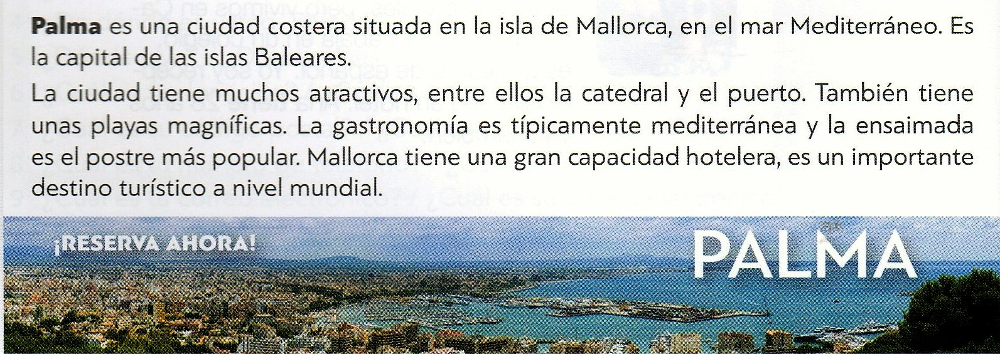 Palma es una ciudad costera situada en la isla de Mallorca, en el mar Mediterráneo. Es
la capital de las islas Baleares.
La ciudad tiene muchos atractivos, entre ellos la catedral y el puerto. También tiene
unas playas magníficas. La gastronomía es típicamente mediterránea y la ensaimada
es el postre más popular. Mallorca tiene una gran capacidad hotelera, es un importante
destino turístico a nivel mundial.
¡RESERVA AHORA!
PALMA